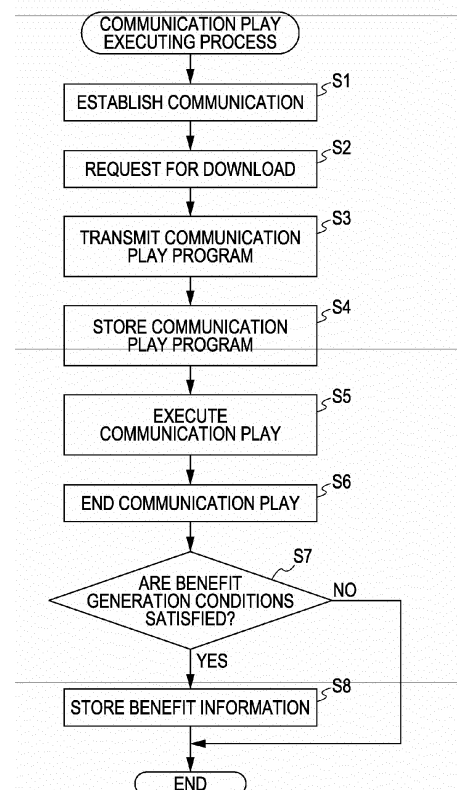 COMMUNICATION PLAY
EXECUTING PROCESS
S1
ESTABLISH COMMUNICATION
S2
REQUEST FOR DOWNLOAD
S3
TRANSMIT COMMUNICATION
PLAY PROGRAM
S4
STORE COMMUNICATION
PLAY PROGRAM
S5
EXECUTE
COMMUNICATION PLAY
S6
END COMMUNICATION PLAY
S7
ARE BENEFIT
GENERATION CONDITIONS
SATISFIED?
NO
YES
S8
STORE BENEFIT INFORMATION
END